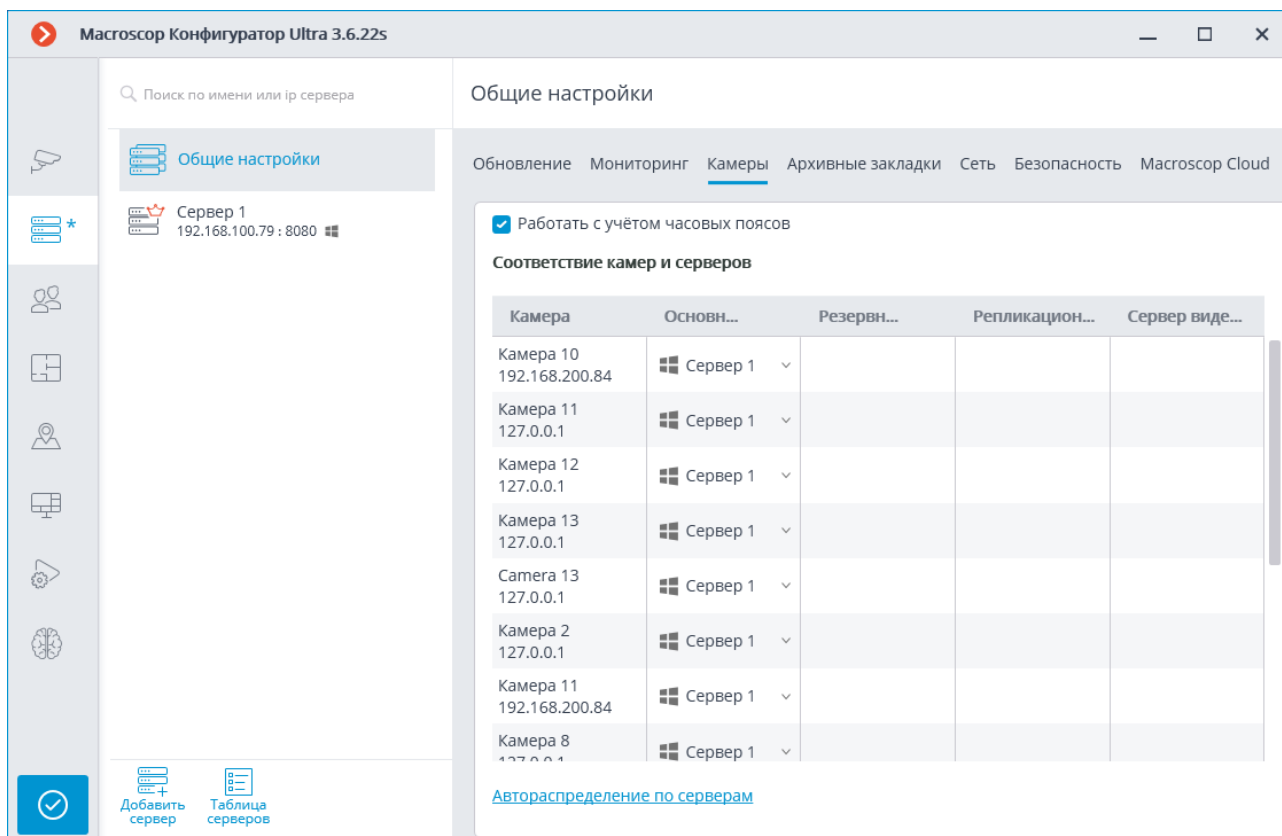 Macroscop Конфигуратор Ultra 3.6.22s
Поиск по имени или ip сервера
Общие настройки
Общие настройки
Сервер 1
192.168.100.79 : 8080
*
Добавить сервер
Таблица серверов
Обновление Мониторинг Камеры Архивные закладки Сеть Безопасность Macroscop Cloud
Работать с учётом часовых поясов
Соответствие камер и серверов
Камера Основн... Резервн... Репликацион... Сервер виде...
Камера 10
192.168.200.84
Сервер 1
Камера 11
127.0.0.1
Сервер 1
Камера 12
127.0.0.1
Сервер 1
Камера 13
127.0.0.1
Сервер 1
Camera 13
127.0.0.1
Сервер 1
Камера 2
127.0.0.1
Сервер 1
Камера 11
192.168.200.84
Сервер 1
Камера 8
127.0.0.1
Сервер 1
Автораспределение по серверам